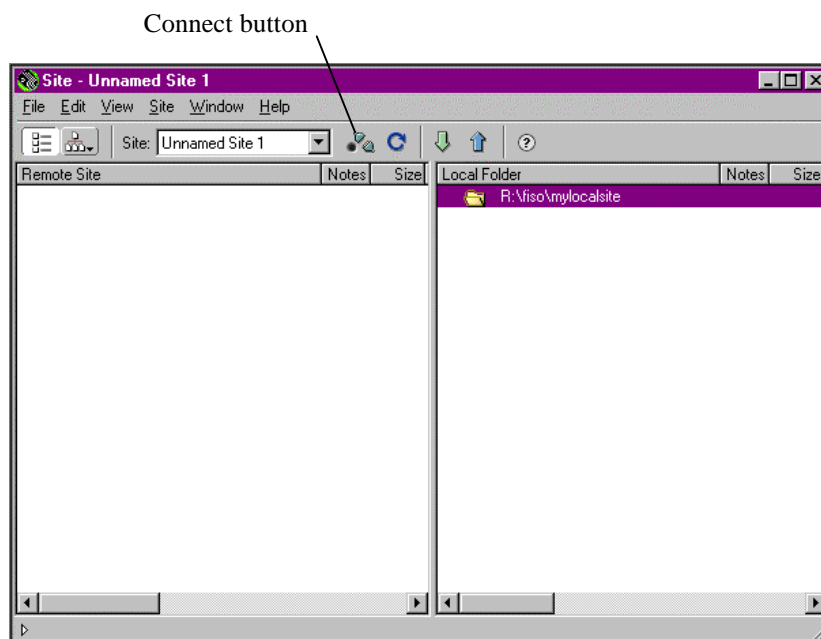 Connect button
Site - Unnamed Site 1
File Edit View Site Window Help
Site: Unnamed Site 1
Remote Site Notes Size Local Folder Notes Size
R:\fiso\mylocalsite